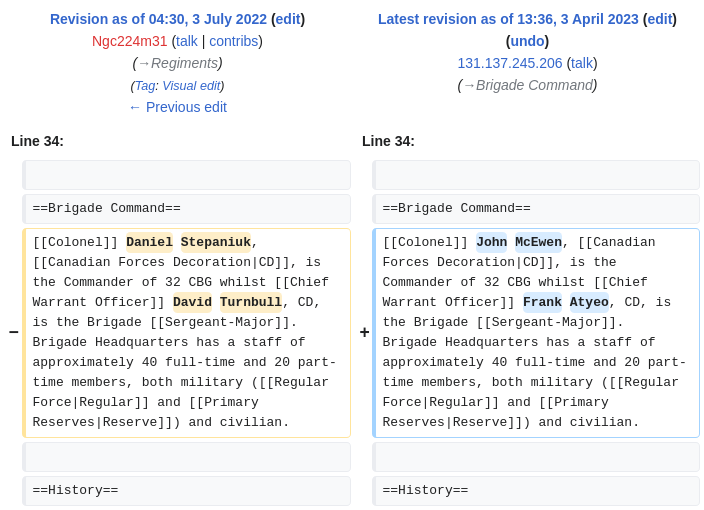 Revision as of 04:30, 3 July 2022 (edit)
Ngc224m31 (talk | contribs)
(→Regiments)
(Tag: Visual edit)
← Previous edit
Latest revision as of 13:36, 3 April 2023 (edit)
(undo)
131.137.245.206 (talk)
(→Brigade Command)
Line 34:
Line 34:
==Brigade Command==
==Brigade Command==
−
[[Colonel]] Daniel Stepaniuk,
[[Canadian Forces Decoration|CD]], is
the Commander of 32 CBG whilst [[Chief
Warrant Officer]] David Turnbull, CD,
is the Brigade [[Sergeant-Major]].
Brigade Headquarters has a staff of
approximately 40 full-time and 20 part-
time members, both military ([[Regular
Force|Regular]] and [[Primary
Reserves|Reserve]]) and civilian.
+
[[Colonel]] John McEwen, [[Canadian
Forces Decoration|CD]], is the
Commander of 32 CBG whilst [[Chief
Warrant Officer]] Frank Atyeo, CD, is
the Brigade [[Sergeant-Major]].
Brigade Headquarters has a staff of
approximately 40 full-time and 20 part-
time members, both military ([[Regular
Force|Regular]] and [[Primary
Reserves|Reserve]]) and civilian.
==History==
==History==